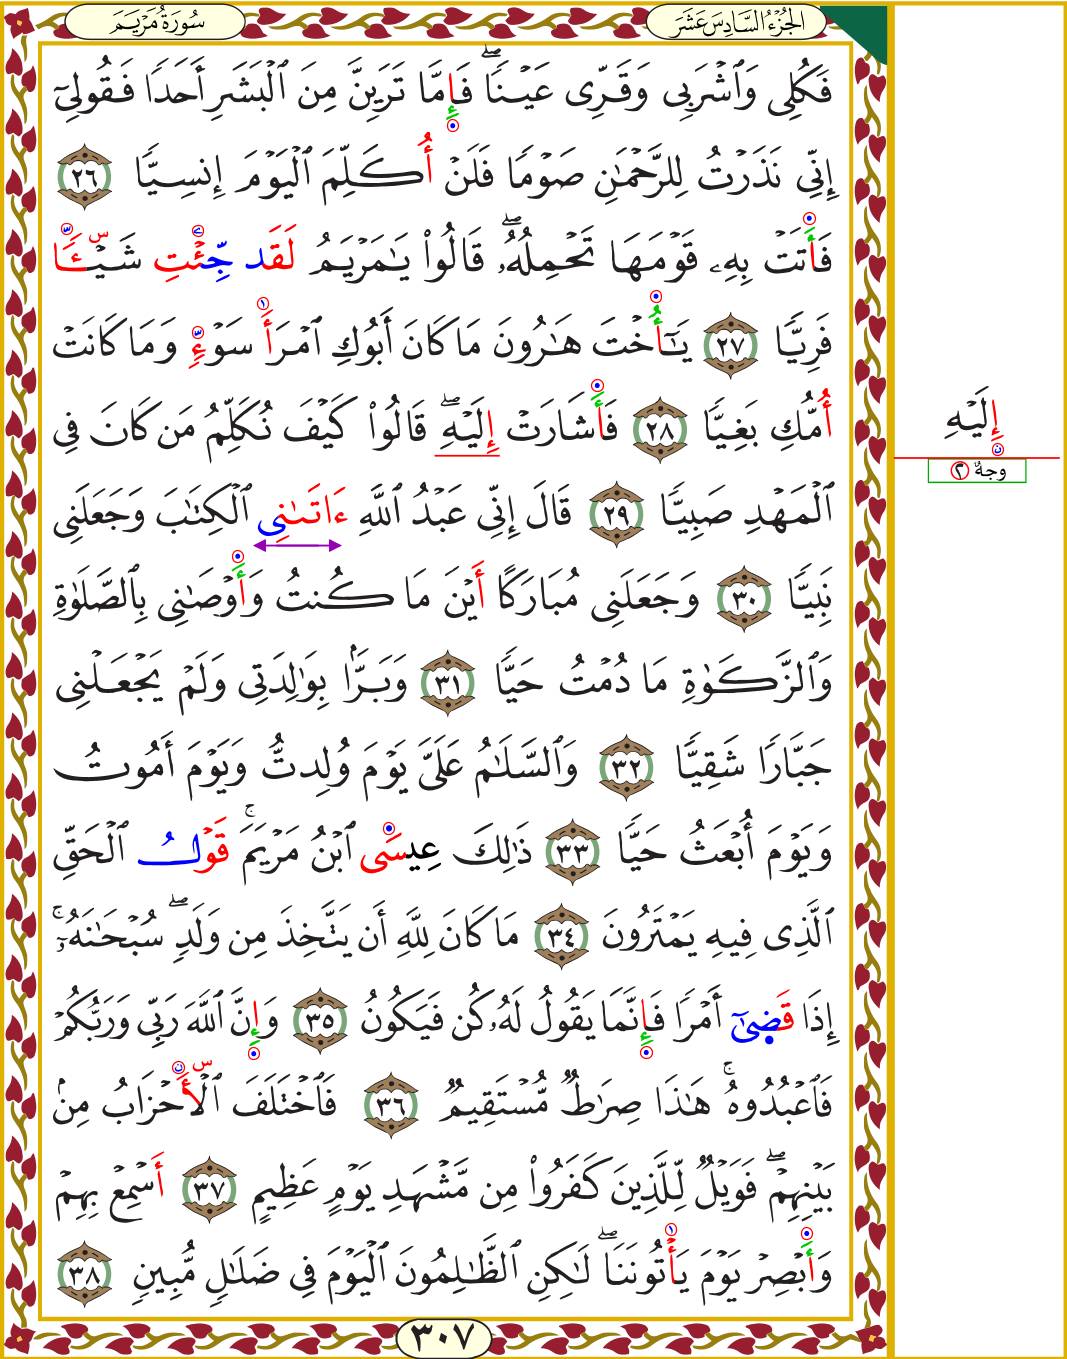 الجزء السادس عشر
سورة مريم
فَكُلِى وَٱشْرَبِى وَقَرِّى عَيْنًۭا ۖ فَإِمَّا تَرَيِنَّ مِنَ ٱلْبَشَرِ أَحَدًۭا فَقُولِىٓ
إِنِّى نَذَرْتُ لِلرَّحْمَـٰنِ صَوْمًۭا فَلَنْ أُكَلِّمَ ٱلْيَوْمَ إِنسِيًّۭا ٢٦
فَأَتَتْ بِهِۦ قَوْمَهَا تَحْمِلُهُۥ ۖ قَالُوا۟ يَـٰمَرْيَمُ لَقَد جِّئْتِ شَيْـًۭٔا
فَرِيًّۭا ٢٧ يَـٰٓأُخْتَ هَـٰرُونَ مَا كَانَ أَبُوكِ ٱمْرَأَ سَوْءٍۢ وَمَا كَانَتْ
أُمُّكِ بَغِيًّۭا ٢٨ فَأَشَارَتْ إِلَيْهِ ۖ قَالُوا۟ كَيْفَ نُكَلِّمُ مَن كَانَ فِى
ٱلْمَهْدِ صَبِيًّۭا ٢٩ قَالَ إِنِّى عَبْدُ ٱللَّهِ ءَاتَىٰنِى ٱلْكِتَـٰبَ وَجَعَلَنِى
نَبِيًّۭا ٣٠ وَجَعَلَنِى مُبَارَكًا أَيْنَ مَا كُنتُ وَأَوْصَـٰنِى بِٱلصَّلَوٰةِ
وَٱلزَّكَوٰةِ مَا دُمْتُ حَيًّۭا ٣١ وَبَرًّۢا بِوَٰلِدَتِى وَلَمْ يَجْعَلْنِى
جَبَّارًۭا شَقِيًّۭا ٣٢ وَٱلسَّلَـٰمُ عَلَىَّ يَوْمَ وُلِدتُّ وَيَوْمَ أَمُوتُ
وَيَوْمَ أُبْعَثُ حَيًّۭا ٣٣ ذَٰلِكَ عِيسَى ٱبْنُ مَرْيَمَ ۚ قَوْلُ ٱلْحَقِّ
ٱلَّذِى فِيهِ يَمْتَرُونَ ٣٤ مَا كَانَ لِلَّهِ أَن يَتَّخِذَ مِن وَلَدٍۢ ۖ سُبْحَـٰنَهُۥٓ ۚ
إِذَا قَضَىٰٓ أَمْرًۭا فَإِنَّمَا يَقُولُ لَهُۥ كُن فَيَكُونُ ٣٥ وَإِنَّ ٱللَّهَ رَبِّى وَرَبُّكُمْ
فَٱعْبُدُوهُ ۚ هَـٰذَا صِرَٰطٌۭ مُّسْتَقِيمٌۭ ٣٦ فَٱخْتَلَفَ ٱلْأَحْزَابُ مِنۢ
بَيْنِهِمْ ۖ فَوَيْلٌۭ لِّلَّذِينَ كَفَرُوا۟ مِن مَّشْهَدِ يَوْمٍ عَظِيمٍ ٣٧ أَسْمِعْ بِهِمْ
وَأَبْصِرْ يَوْمَ يَأْتُونَنَا ۖ لَـٰكِنِ ٱلظَّـٰلِمُونَ ٱلْيَوْمَ فِى ضَلَـٰلٍۢ مُّبِينٍۢ ٣٨
٣٠٧
إِلَيْهِ
وجهٌ ٢